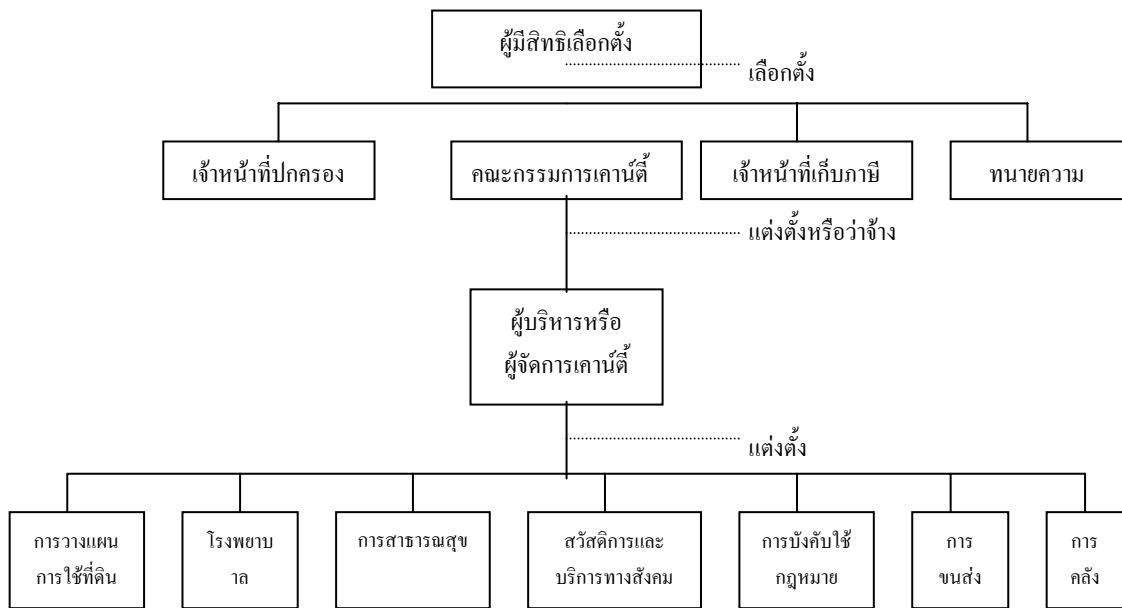 ผู้มีสิทธิเลือกตั้ง
เลือกตั้ง
เจ้าหน้าที่ปกครอง
คณะกรรมการเคาน์ตี้
เจ้าหน้าที่เก็บภาษี
ทนายความ
แต่งตั้งหรือว่าจ้าง
ผู้บริหารหรือ
ผู้จัดการเคาน์ตี้
แต่งตั้ง
การวางแผน
การใช้ที่ดิน
โรงพยาบ
าล
การสาธารณสุข
สวัสดิการและ
บริการทางสังคม
การบังคับใช้
กฎหมาย
การ
ขนส่ง
การ
คลัง